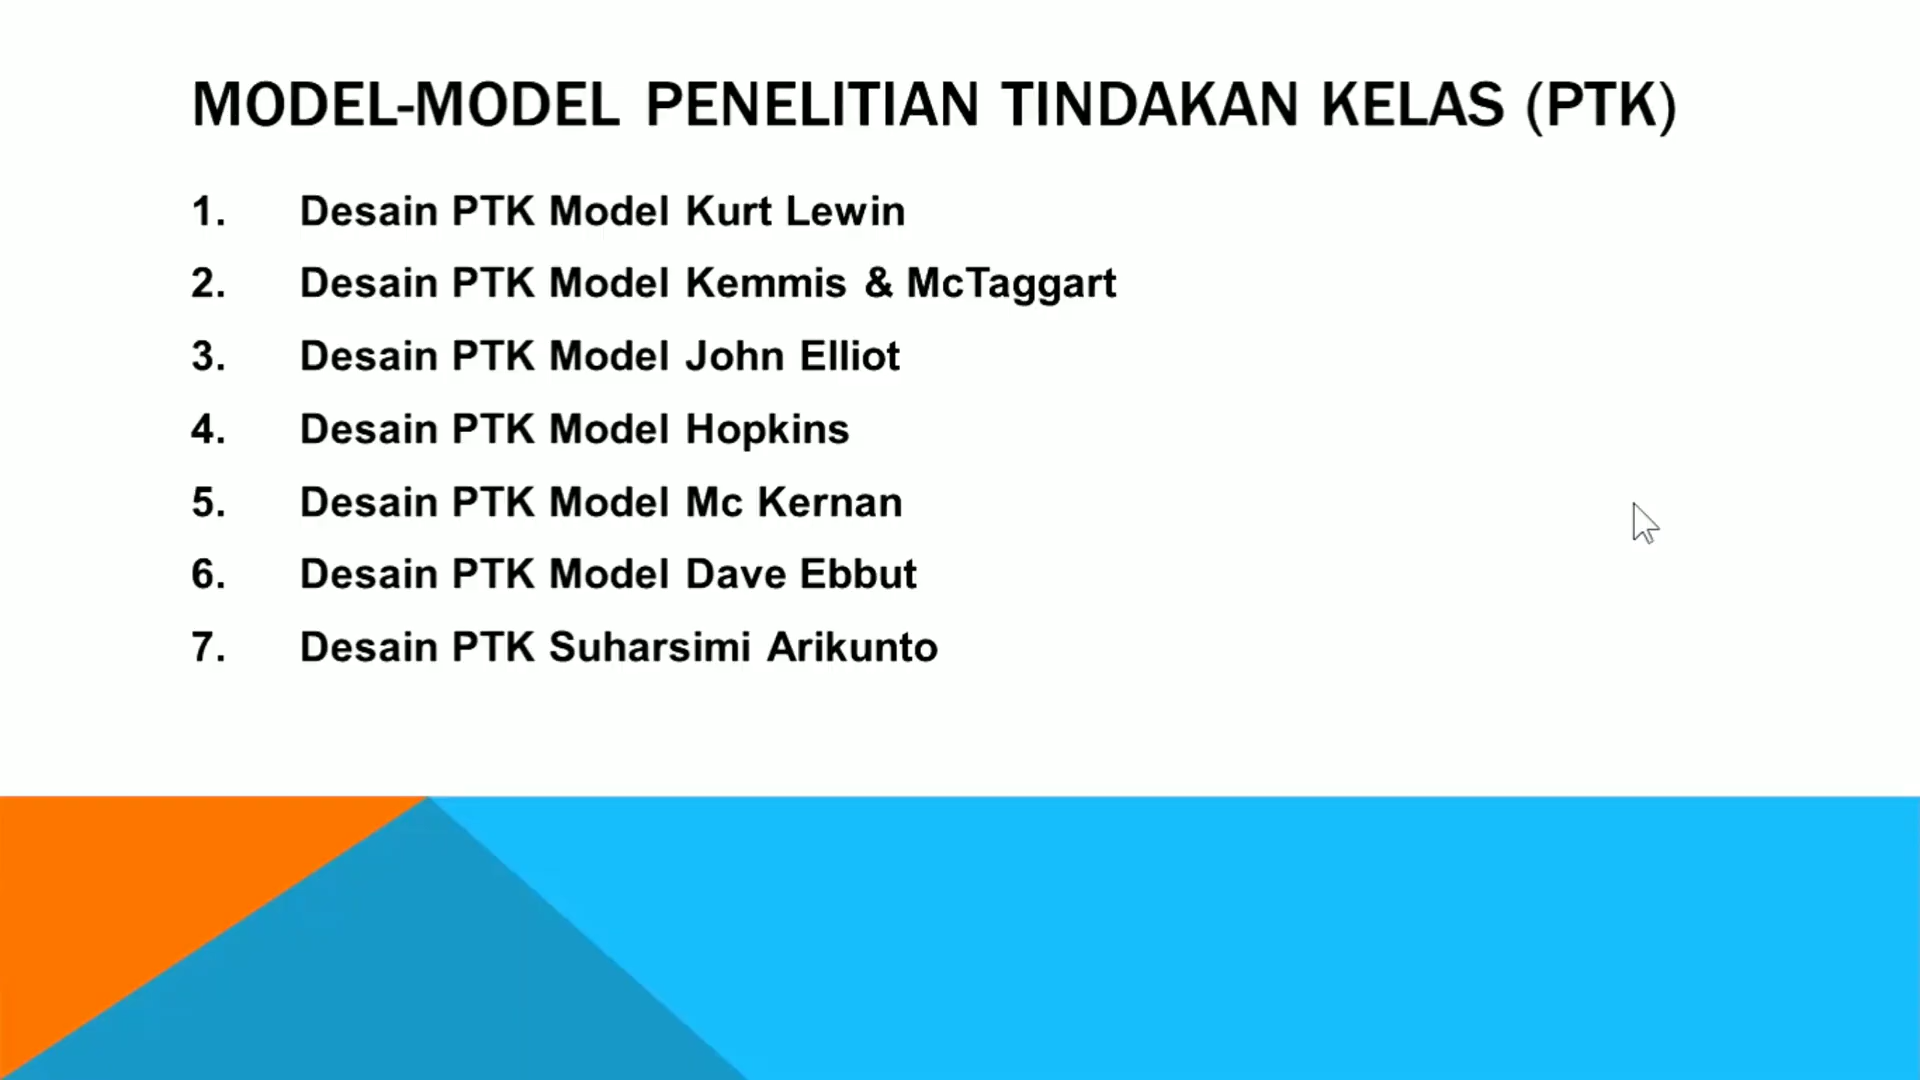 MODEL-MODEL PENELITIAN TINDAKAN KELAS (PTK)
1. Desain PTK Model Kurt Lewin
2. Desain PTK Model Kemmis & McTaggart
3. Desain PTK Model John Elliot
4. Desain PTK Model Hopkins
5. Desain PTK Model Mc Kernan
6. Desain PTK Model Dave Ebbut
7. Desain PTK Suharsimi Arikunto